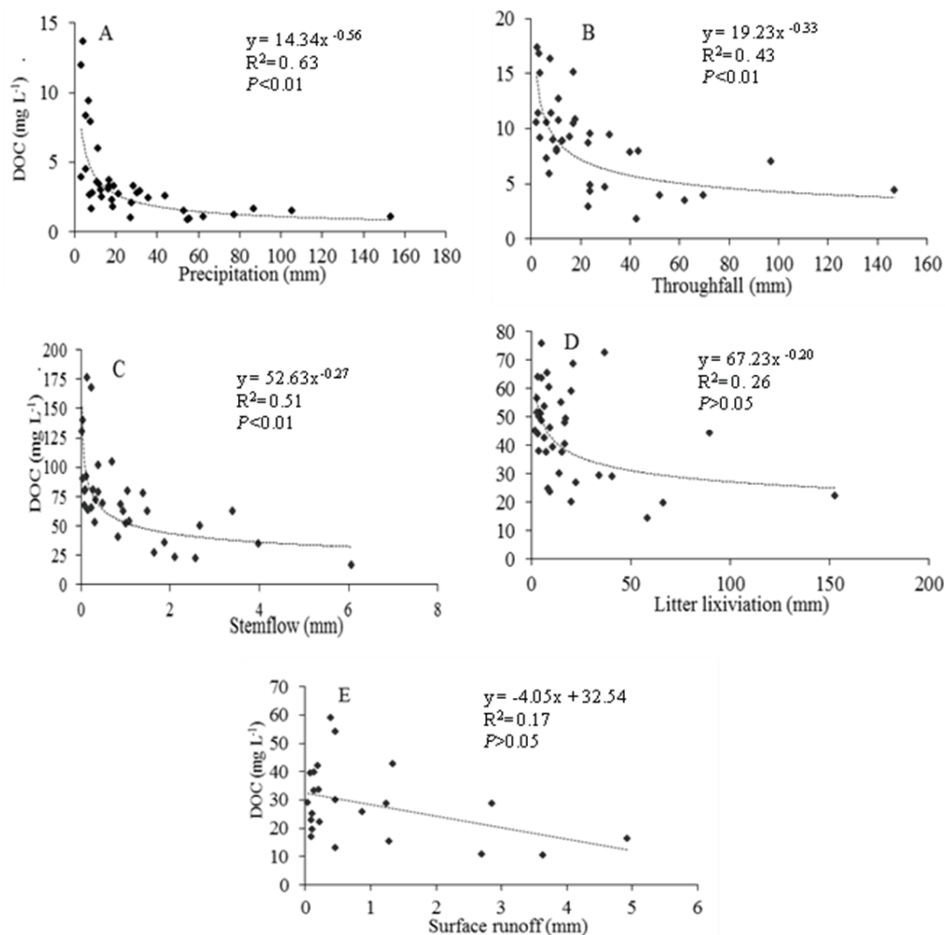 A
y = 14.34x -0.56
R2 = 0. 63
P<0.01
DOC (mg L-1)
15
10
5
0
0 20 40 60 80 100 120 140 160 180
Precipitation (mm)
B
y = 19.23x -0.33
R2 = 0. 43
P<0.01
20
15
10
5
0
0 20 40 60 80 100 120 140 160
Throughfall (mm)
C
y = 52.63x-0.27
R2=0.51
P<0.01
DOC (mg L-1)
200
175
150
125
100
75
50
25
0
0 2 4 6 8
Stemflow (mm)
D
y = 67.23x -0.20
R2= 0. 26
P>0.05
80
70
60
50
40
30
20
10
0
0 50 100 150 200
Litter lixiviation (mm)
E
y = -4.05x + 32.54
R2= 0.17
P>0.05
DOC (mg L-1)
70
60
50
40
30
20
10
0
0 1 2 3 4 5 6
Surface runoff (mm)